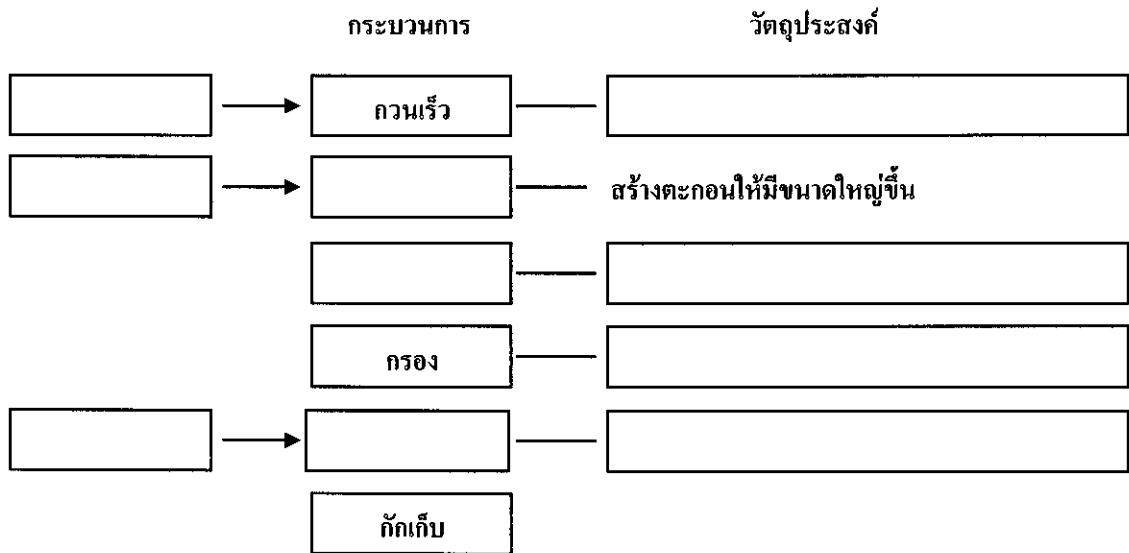 กระบวนการ วัตถุประสงค์
กวนเร็ว
สร้างตะกอนให้มีขนาดใหญ่ขึ้น
กรอง
กักเก็บ